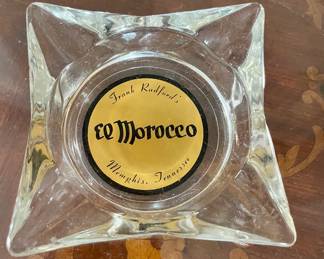 Frank Radford's
El Morocco
Memphis, Tennessee